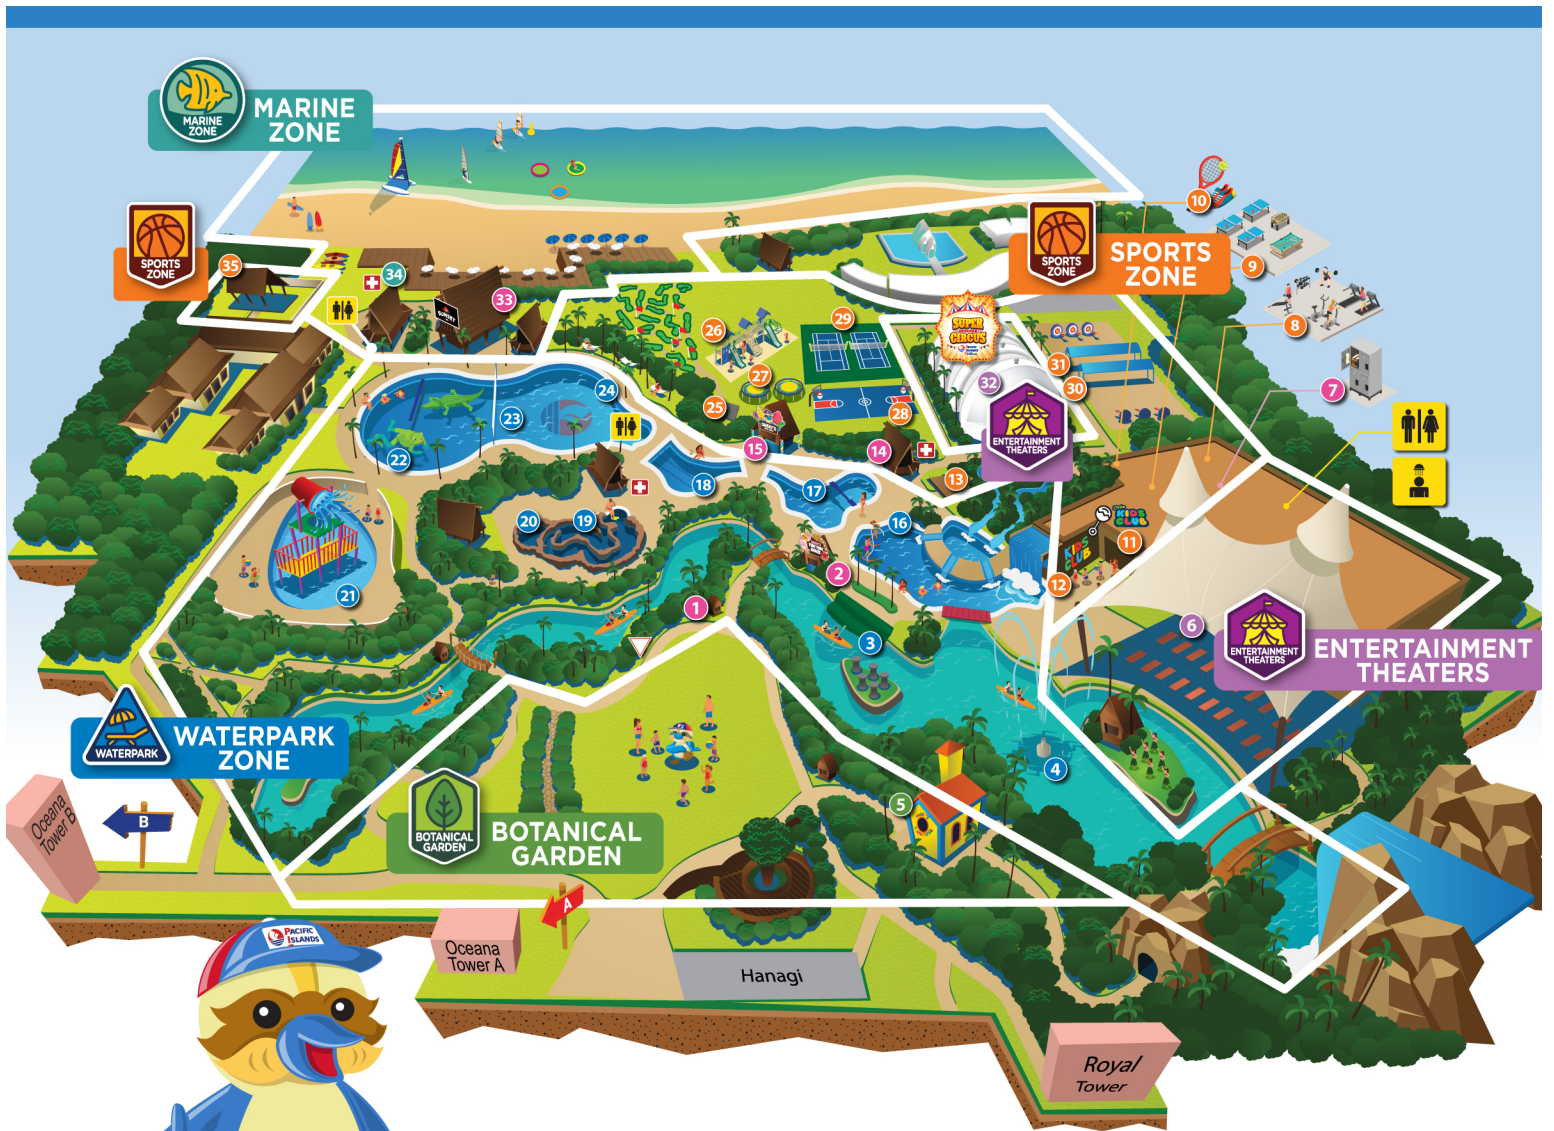 MARINE
ZONE
MARINE
ZONE
SPORTS
ZONE
SPORTS
ZONE
SPORTS
ZONE
10
9
8
7
35
34
33
SUNSET
26
29
27
25
28
SUPER
CIRCUS
31
30
32
ENTERTAINMENT
THEATERS
24
23
22
15
14
13
18
17
16
20
19
21
KIDZ
CLUB
11
KIDS
CLUB
12
2
1
3
6
ENTERTAINMENT
THEATERS
ENTERTAINMENT
THEATERS
WATERPARK
WATERPARK
ZONE
4
5
BOTANICAL
GARDEN
BOTANICAL
GARDEN
Oceana
Tower B
B
A
PACIFIC
ISLANDS
Oceana
Tower A
Hanagi
Royal
Tower